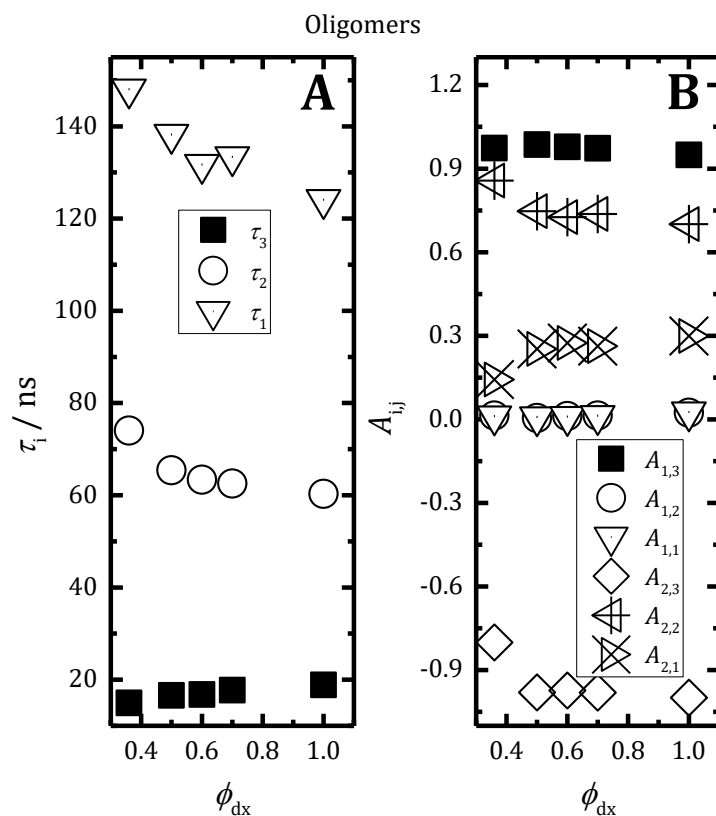 Oligomers
A
140
120
100
80
60
40
20
τ3
τ2
τ1
τi / ns
0.4 0.6 0.8 1.0
ϕdx
B
1.2
0.9
0.6
0.3
0.0
-0.3
-0.6
-0.9
A1,3
A1,2
A1,1
A2,3
A2,2
A2,1
Ai,j
0.4 0.6 0.8 1.0
ϕdx